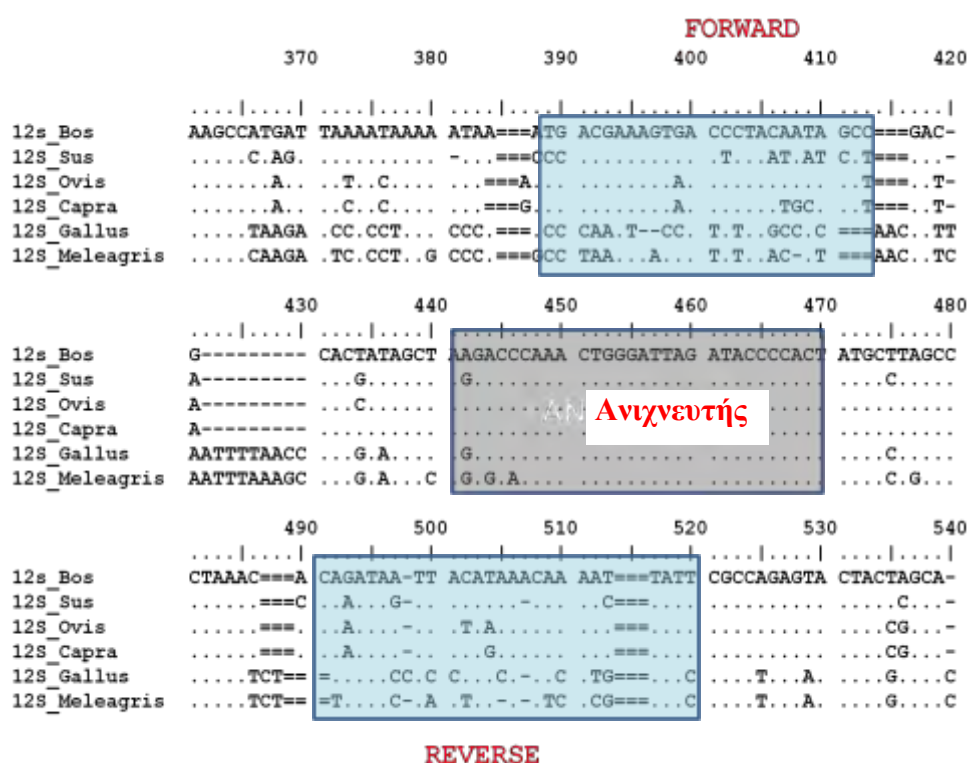 FORWARD
370 380 390 400 410 420
....|....| ....|....| ....|....| ....|....| ....|....| ....|....|
12s_Bos AAGCCATGAT TAAAATAAAA ATAA===ATGA ACGAAAGTGA CCCTACAATA GCC===GAC-
12S_Sus .....C.AG. .......... -...===CCC .......... ..T...AT.AT C.T===...-
12S_Ovis .......A.. ..T..C.... ...===A.. .......A.. .......... ..T===..T-
12S_Capra .......A.. ..C..C.... ...===G.. .......A.. .......TGC. ..T===..T-
12S_Gallus .....TAAGA .CC.CCT... CCC.===.CC CAA.T--CC. T.T..GCC.C ===AAC..TT
12S_Meleagris .....CAAGA .TC.CCT..G CCC.===GCC TAA...A... T.T..AC-.T ===AAC..TC
430 440 450 460 470 480
....|....| ....|....| ....|....| ....|....| ....|....| ....|....|
12s_Bos G--------- CACTATAGCT AAGACCCAAA CTGGGATTAG ATACCCCACT ATGCTTAGCC
12S_Sus A--------- ...G...... .G........ .......... .......... ....C.....
12S_Ovis A--------- ...C...... AN Ανιχνευτής .......... ..........
12S_Capra A--------- .......... .......... ..........
12S_Gallus AATTTTAACC ...G.A.... .G........ .......... .......... ....C.....
12S_Meleagris AATTTAAAGC ...G.A...C .G.G.A.... .......... .......... ....C.G...
490 500 510 520 530 540
....|....| ....|....| ....|....| ....|....| ....|....| ....|....|
12s_Bos CTAAAC===A CAGATAA-TT ACATAAACAA AAT===TATT CGCCAGAGTA CTACTAGCA-
12S_Sus ......===C ..A...G-.. ......-... ..C===.... .......... .....C...-
12S_Ovis ......===. ..A....-.. ..T.A..... ...===.... .......... ....CG...-
12S_Capra ......===. ..A....-.. ...G...... ...===.... .......... ....CG...-
12S_Gallus .....TCT== =.....CC.C C...C.-..C .TG===...C ....T...A. ....G....C
12S_Meleagris .....TCT== =T....C-.A .T..-.-.TC .CG===...C ....T...A. ....G....C
REVERSE